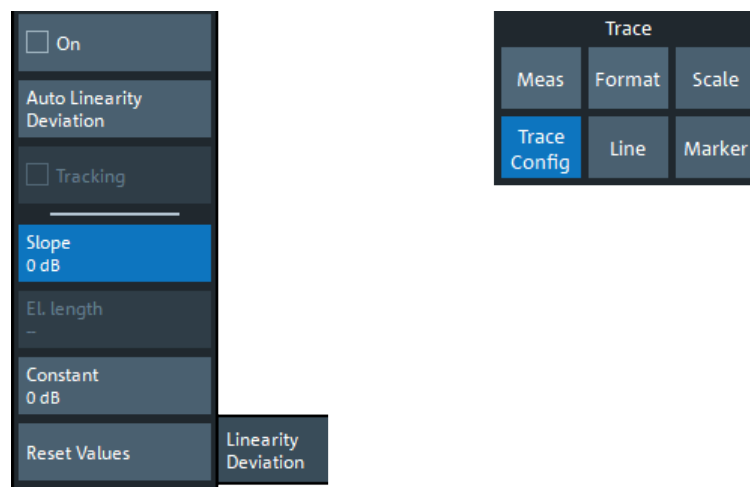 On
Auto Linearity
Deviation
Tracking
Slope
0 dB
El. length
–
Constant
0 dB
Reset Values
Linearity
Deviation
Trace
Meas
Format
Scale
Trace
Config
Line
Marker